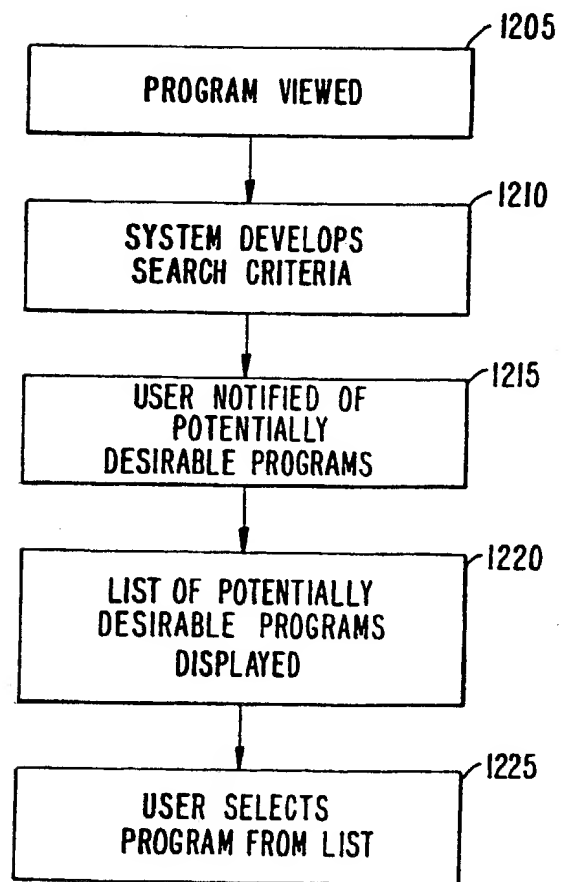 1205
PROGRAM VIEWED
1210
SYSTEM DEVELOPS
SEARCH CRITERIA
1215
USER NOTIFIED OF
POTENTIALLY
DESIRABLE PROGRAMS
1220
LIST OF POTENTIALLY
DESIRABLE PROGRAMS
DISPLAYED
1225
USER SELECTS
PROGRAM FROM LIST